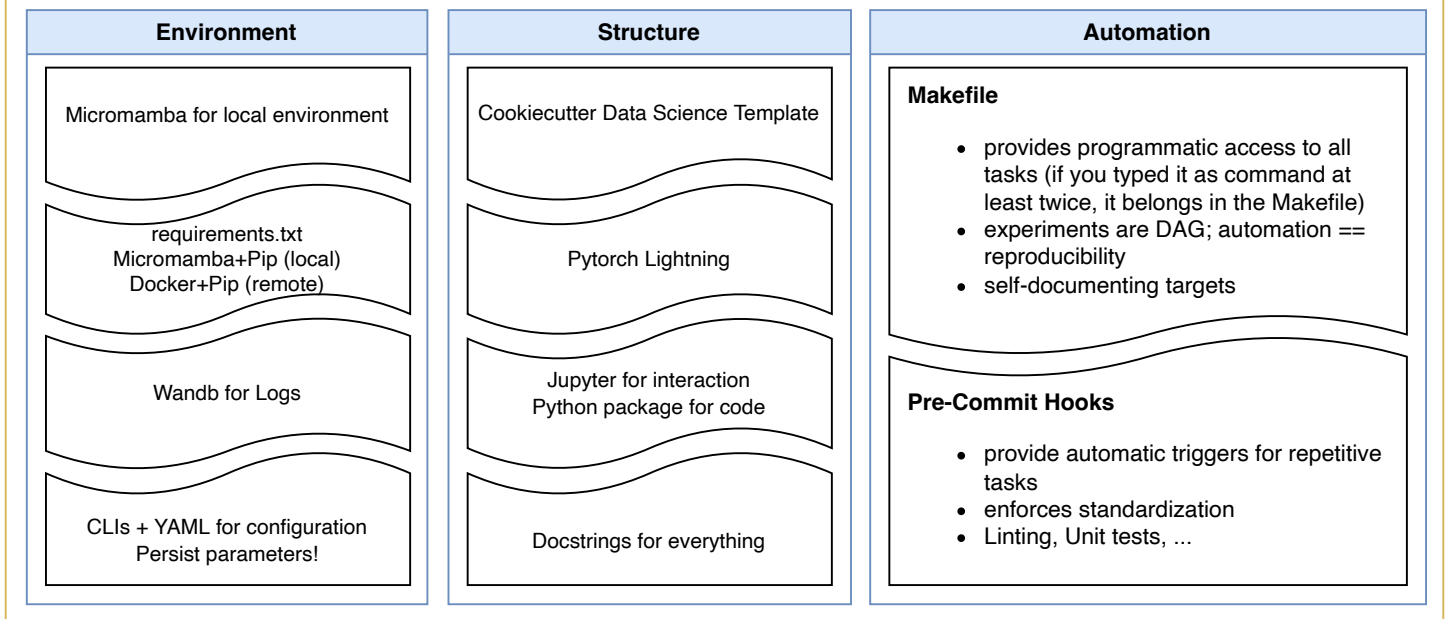 Environment
Micromamba for local environment
requirements.txt
Micromamba+Pip (local)
Docker+Pip (remote)
Wandb for Logs
CLIs + YAML for configuration
Persist parameters!
Structure
Cookiecutter Data Science Template
Pytorch Lightning
Jupyter for interaction
Python package for code
Docstrings for everything
Automation
Makefile
• provides programmatic access to all
tasks (if you typed it as command at
least twice, it belongs in the Makefile)
• experiments are DAG; automation ==
reproducibility
• self-documenting targets
Pre-Commit Hooks
• provide automatic triggers for repetitive
tasks
• enforces standardization
• Linting, Unit tests, ...